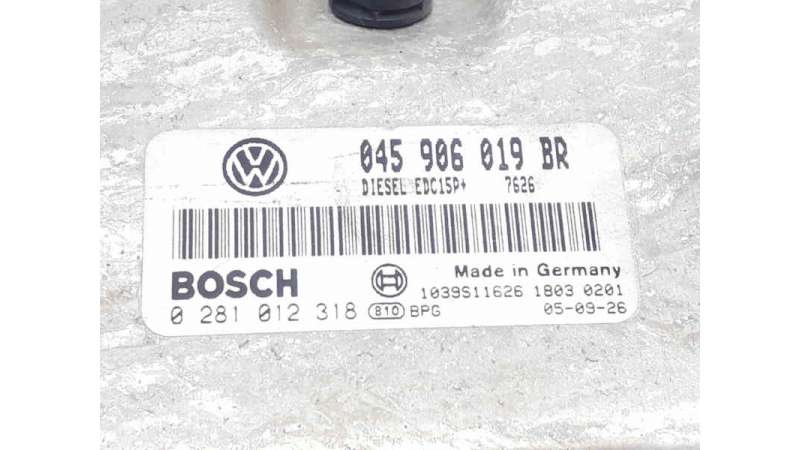 045 906 019 BR
DIESEL EDC15P+ 7626
BOSCH Made in Germany
1039S11626 1803 0201
0 281 012 318 810 BPG 05-09-26